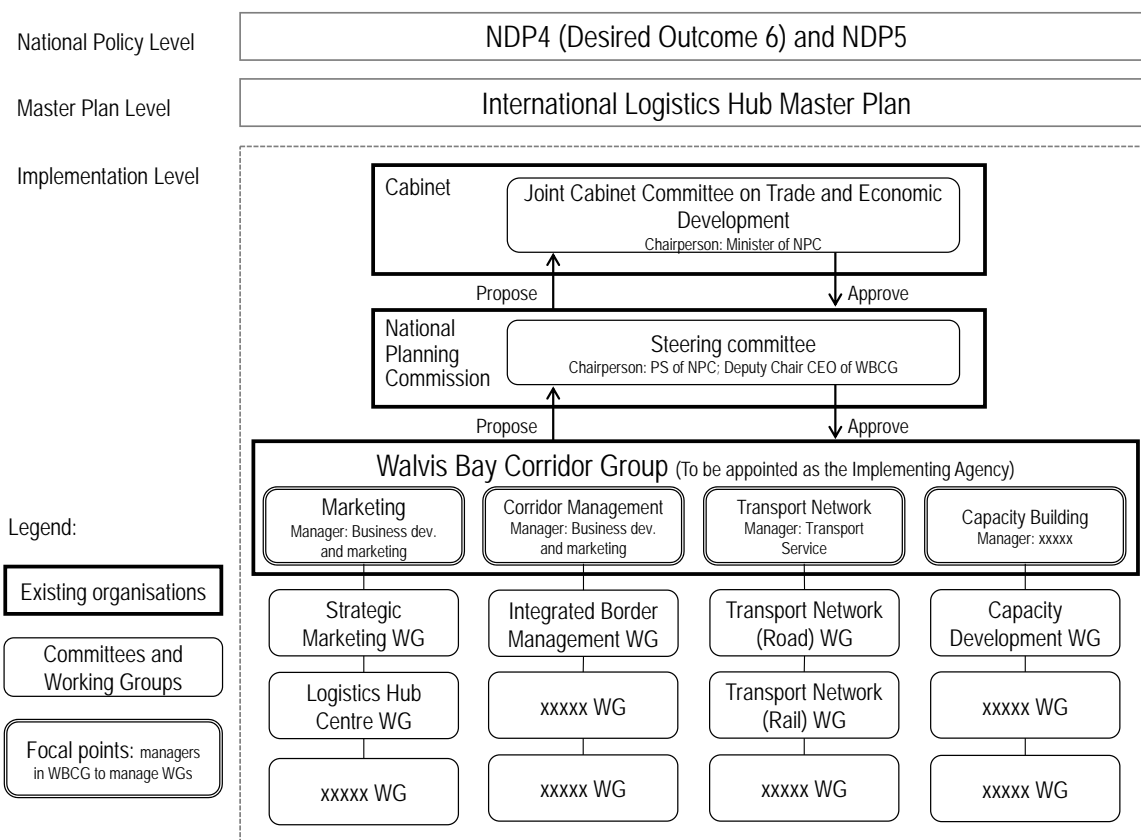 National Policy Level
NDP4 (Desired Outcome 6) and NDP5
Master Plan Level
International Logistics Hub Master Plan
Implementation Level
Cabinet
Joint Cabinet Committee on Trade and Economic
Development
Chairperson: Minister of NPC
Propose
Approve
National
Planning
Commission
Steering committee
Chairperson: PS of NPC; Deputy Chair CEO of WBCG
Propose
Approve
Walvis Bay Corridor Group (To be appointed as the Implementing Agency)
Marketing
Manager: Business dev.
and marketing
Corridor Management
Manager: Business dev.
and marketing
Transport Network
Manager: Transport
Service
Capacity Building
Manager: xxxxx
Strategic
Marketing WG
Integrated Border
Management WG
Transport Network
(Road) WG
Capacity
Development WG
Logistics Hub
Centre WG
xxxxx WG
Transport Network
(Rail) WG
xxxxx WG
xxxxx WG
xxxxx WG
xxxxx WG
xxxxx WG
Legend:
Existing organisations
Committees and
Working Groups
Focal points: managers
in WBCG to manage WGs